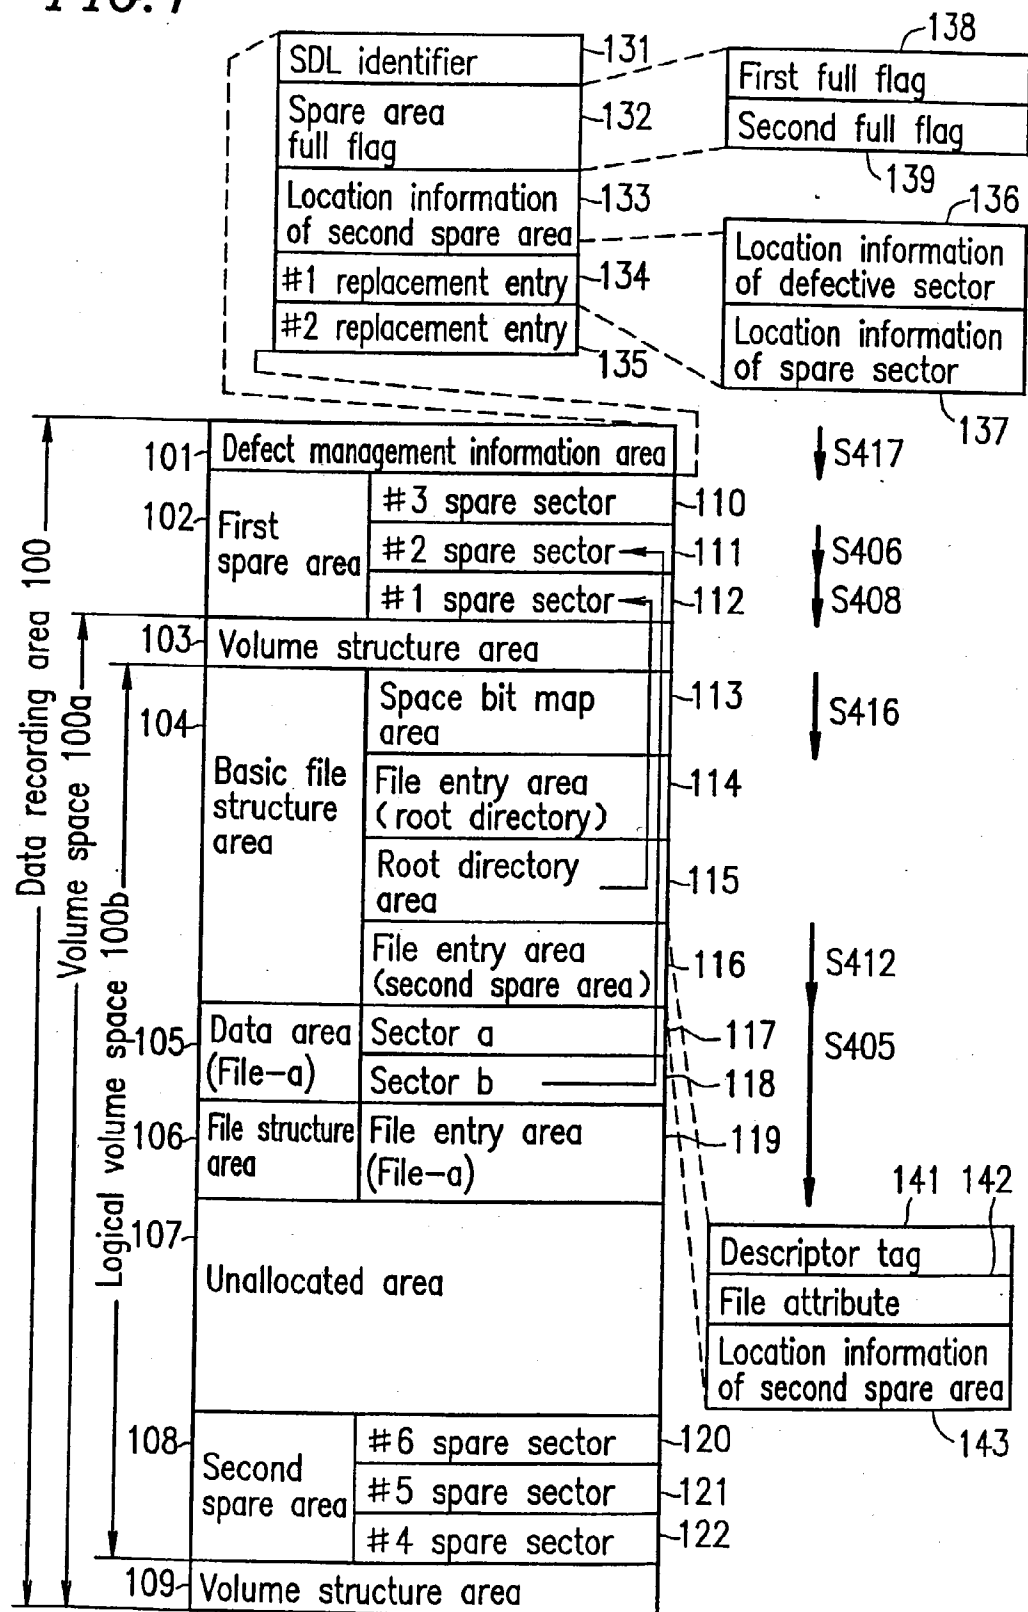 FIG. 7
SDL identifier
131
Spare area
full flag
132
Location information
of second spare area
133
#1 replacement entry
134
#2 replacement entry
135
138
First full flag
Second full flag
139
136
Location information
of defective sector
Location information
of spare sector
137
Data recording area 100
Volume space 100a
Logical volume space 100b
101
Defect management information area
S417
102
First
spare area
#3 spare sector
110
#2 spare sector
111
S406
#1 spare sector
112
S408
103
Volume structure area
104
Basic file
structure
area
Space bit map
area
113
S416
File entry area
(root directory)
114
Root directory
area
115
File entry area
(second spare area)
116
S412
105
Data area
(File-a)
Sector a
117
S405
Sector b
118
106
File structure
area
File entry area
(File-a)
119
107
Unallocated area
141
142
Descriptor tag
File attribute
Location information
of second spare area
143
108
Second
spare area
#6 spare sector
120
#5 spare sector
121
#4 spare sector
122
109
Volume structure area